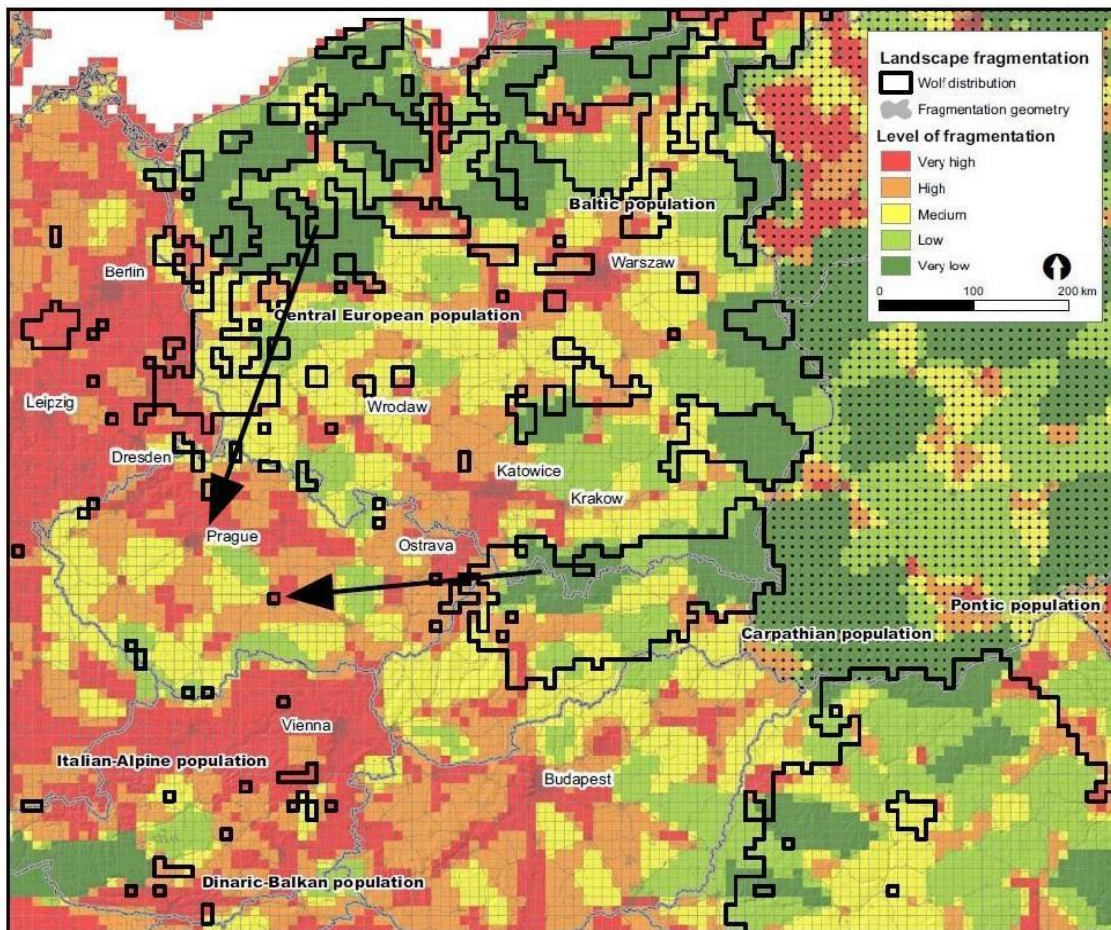 Landscape fragmentation
Wolf distribution
Fragmentation geometry
Level of fragmentation
Very high
High
Medium
Low
Very low
0 100 200 km
Baltic population
Berlin
Warszaw
Central European population
Leipzig
Wroclaw
Dresden
Katowice
Krakow
Prague
Ostrava
Pontic population
Carpathian population
Vienna
Italian-Alpine population
Budapest
Dinaric-Balkan population